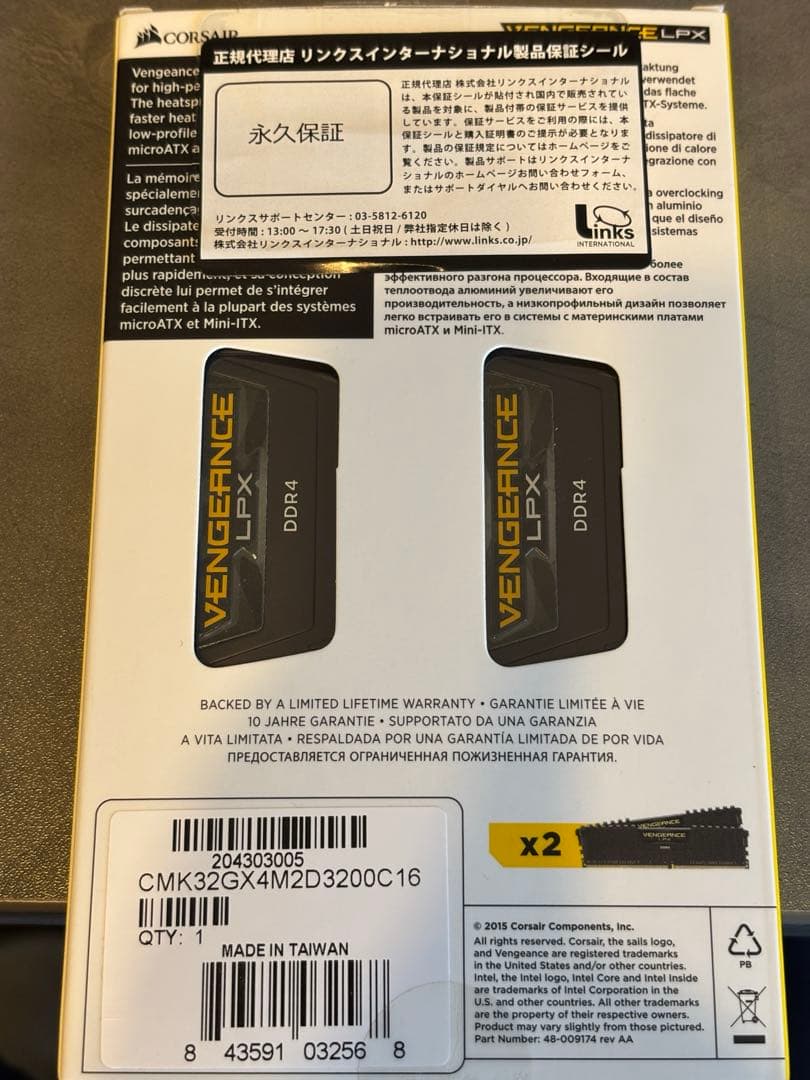 CORSAIR
VENGEANCE LPX
正規代理店 リンクスインターナショナル製品保証シール
永久保証
正規代理店 株式会社リンクスインターナショナル
は、本保証シールが貼付され国内で販売されてい
る製品を対象に、製品付帯の保証サービスを提供
しています。保証サービスをご利用の際には、本
保証シールと購入証明書のご提示が必要となりま
す。製品の保証規定についてはホームページをご
覧ください。製品サポートはリンクスインターナ
ショナルのホームページお問い合わせフォーム、
またはサポートダイヤルへお問い合わせください。
リンクスサポートセンター : 03-5812-6120
受付時間 : 13:00 〜 17:30 ( 土日祝日 / 弊社指定休日は除く )
株式会社リンクスインターナショナル : http://www.links.co.jp/
Links
INTERNATIONAL
Vengeance
for high-pe
The heatsp
faster heat
low-profile
microATX a
La mémoire
spécialeme
surcadença
Le dissipate
composants
permettant
plus rapidement, et sa conception
discrète lui permet de s’intégrer
facilement à la plupart des systèmes
microATX et Mini-ITX.
aktung
verwendet
das flache
TX-Systeme.
ta
dissipatore di
ione di calore
egrazione con
a overclocking
n aluminio
que el diseño
sistemas
более
эффективного разгона процессора. Входящие в состав
теплоотвода алюминий увеличивают его
производительность, а низкопрофильный дизайн позволяет
легко встраивать его в системы с материнскими платами
microATX и Mini-ITX.
VENGEANCE
LPX
DDR4
VENGEANCE
LPX
DDR4
BACKED BY A LIMITED LIFETIME WARRANTY • GARANTIE LIMITÉE À VIE
10 JAHRE GARANTIE • SUPPORTATO DA UNA GARANZIA
A VITA LIMITATA • RESPALDADA POR UNA GARANTÍA LIMITADA DE POR VIDA
ПРЕДОСТАВЛЯЕТСЯ ОГРАНИЧЕННАЯ ПОЖИЗНЕННАЯ ГАРАНТИЯ.
204303005
CMK32GX4M2D3200C16
QTY: 1
MADE IN TAIWAN
8 43591 03256 8
x2
VENGEANCE
VENGEANCE
© 2015 Corsair Components, Inc.
All rights reserved. Corsair, the sails logo,
and Vengeance are registered trademarks
in the United States and/or other countries.
Intel, the Intel logo, Intel Core and Intel Inside
are trademarks of Intel Corporation in the
U.S. and other countries. All other trademarks
are the property of their respective owners.
Product may vary slightly from those pictured.
Part Number: 48-009174 rev AA
PB